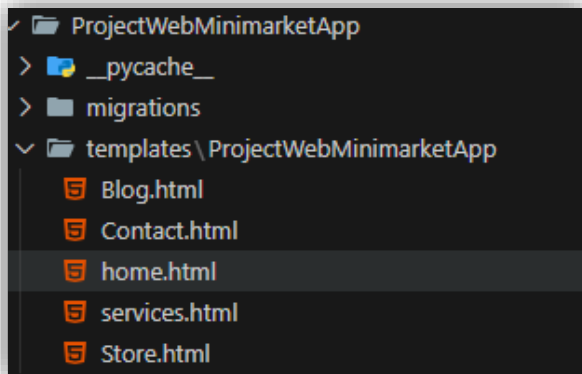 ProjectWebMinimarketApp
__pycache__
migrations
templates\ProjectWebMinimarketApp
Blog.html
Contact.html
home.html
services.html
Store.html